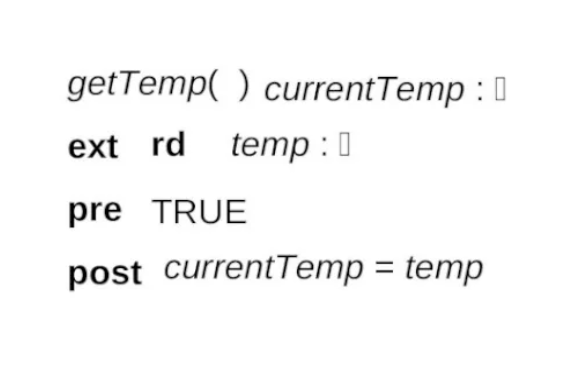 getTemp( ) currentTemp : ▯
ext rd temp : ▯
pre TRUE
post currentTemp = temp